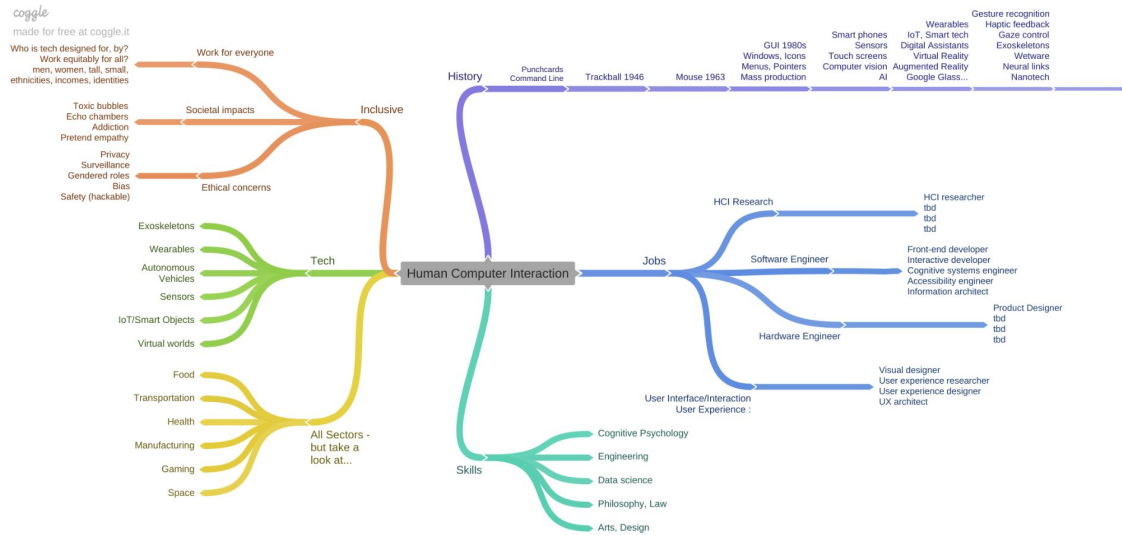 coggle
made for free at coggle.it
Who is tech designed for, by?
Work equitably for all?
men, women, tall, small,
ethnicities, incomes, identities
Work for everyone
Toxic bubbles
Echo chambers
Addiction
Pretend empathy
Societal impacts
Inclusive
Privacy
Surveillance
Gendered roles
Bias
Safety (hackable)
Ethical concerns
Exoskeletons
Wearables
Autonomous
Vehicles
Sensors
IoT/Smart Objects
Virtual worlds
Tech
Food
Transportation
Health
Manufacturing
Gaming
Space
All Sectors -
but take a
look at...
Human Computer Interaction
History
Punchcards
Command Line
Trackball 1946
Mouse 1963
GUI 1980s
Windows, Icons
Menus, Pointers
Mass production
Smart phones
Sensors
Touch screens
Computer vision
AI
Wearables
IoT, Smart tech
Digital Assistants
Virtual Reality
Augmented Reality
Google Glass...
Gesture recognition
Haptic feedback
Gaze control
Exoskeletons
Wetware
Neural links
Nanotech
Jobs
HCI Research
HCI researcher
tbd
tbd
tbd
Software Engineer
Front-end developer
Interactive developer
Cognitive systems engineer
Accessibility engineer
Information architect
Hardware Engineer
Product Designer
tbd
tbd
tbd
User Interface/Interaction
User Experience :
Visual designer
User experience researcher
User experience designer
UX architect
Skills
Cognitive Psychology
Engineering
Data science
Philosophy, Law
Arts, Design